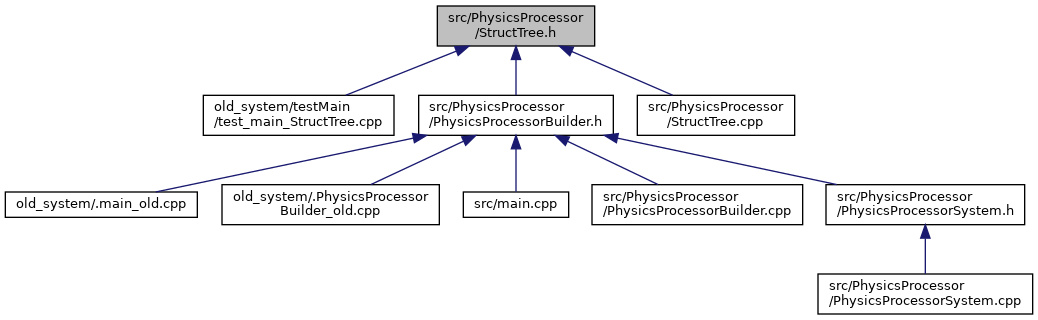 src/PhysicsProcessor
/StructTree.h
old_system/testMain
/test_main_StructTree.cpp
src/PhysicsProcessor
/PhysicsProcessorBuilder.h
src/PhysicsProcessor
/StructTree.cpp
old_system/.main_old.cpp
old_system/.PhysicsProcessor
Builder_old.cpp
src/main.cpp
src/PhysicsProcessor
/PhysicsProcessorBuilder.cpp
src/PhysicsProcessor
/PhysicsProcessorSystem.h
src/PhysicsProcessor
/PhysicsProcessorSystem.cpp